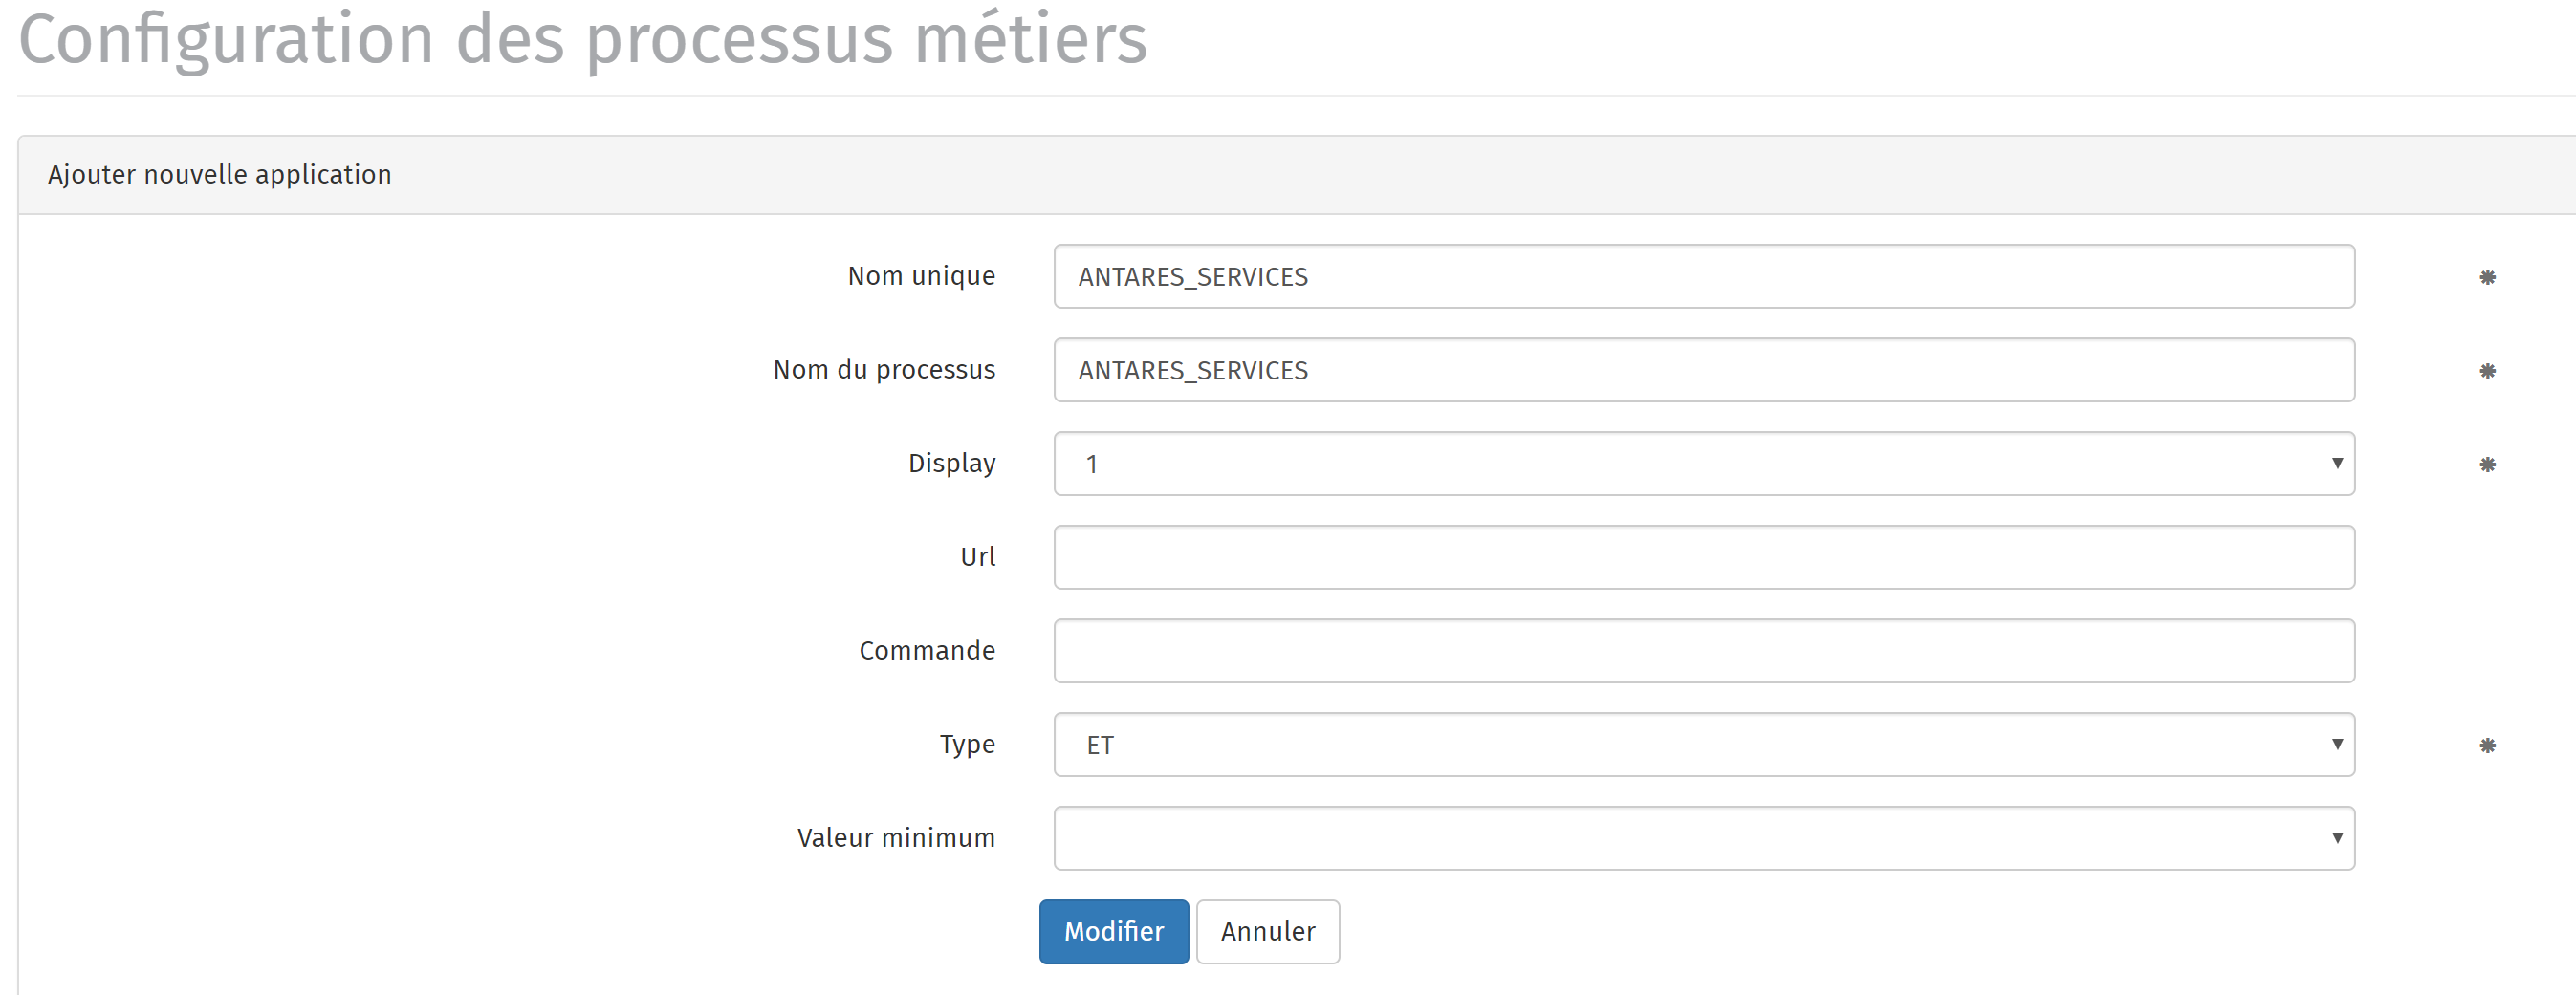 Configuration des processus métiers
Ajouter nouvelle application
Nom unique ANTARES_SERVICES *
Nom du processus ANTARES_SERVICES *
Display 1 ▼ *
Url
Commande
Type ET ▼ *
Valeur minimum ▼
Modifier Annuler